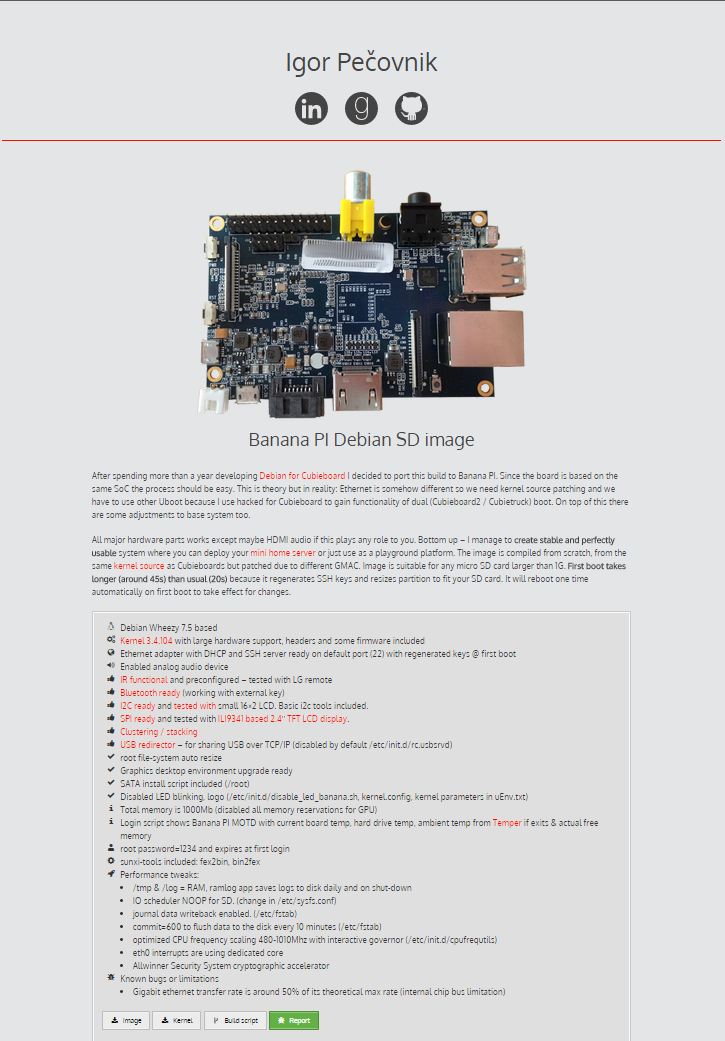 Igor Pečovnik
in g
Banana PI Debian SD image
After spending more than a year developing Debian for Cubieboard I decided to port this build to Banana PI. Since the board is based on the
same SoC the process should be easy. This is theory but in reality: Ethernet is somehow different so we need kernel source patching and we
have to use other Uboot because I use hacked for Cubieboard to gain functionality of dual (Cubieboard2 / Cubietruck) boot. On top of this there
are some adjustments to base system too.
All major hardware parts works except maybe HDMI audio if this plays any role to you. Bottom up – I manage to create stable and perfectly
usable system where you can deploy your mini home server or just use as a playground platform. The image is compiled from scratch, from the
same kernel source as Cubieboards but patched due to different GMAC. Image is suitable for any micro SD card larger than 1G. First boot takes
longer (around 45s) than usual (20s) because it regenerates SSH keys and resizes partition to fit your SD card. It will reboot one time
automatically on first boot to take effect for changes.
Debian Wheezy 7.5 based
Kernel 3.4.104 with large hardware support, headers and some firmware included
Ethernet adapter with DHCP and SSH server ready on default port (22) with regenerated keys @ first boot
Enabled analog audio device
IR functional and preconfigured – tested with LG remote
Bluetooth ready (working with external key)
I2C ready and tested with small 16×2 LCD. Basic i2c tools included.
SPI ready and tested with ILI9341 based 2.4" TFT LCD display.
Clustering / stacking
USB redirector – for sharing USB over TCP/IP (disabled by default /etc/init.d/rc.usbsrvd)
root file-system auto resize
Graphics desktop environment upgrade ready
SATA install script included (/root)
Disabled LED blinking, logo (/etc/init.d/disable_led_banana.sh, kernel.config, kernel parameters in uEnv.txt)
Total memory is 1000Mb (disabled all memory reservations for GPU)
Login script shows Banana PI MOTD with current board temp, hard drive temp, ambient temp from Temper if exits & actual free
memory
root password=1234 and expires at first login
sunxi-tools included: fex2bin, bin2fex
Performance tweaks:
/tmp & /log = RAM, ramlog app saves logs to disk daily and on shut-down
IO scheduler NOOP for SD. (change in /etc/sysfs.conf)
journal data writeback enabled. (/etc/fstab)
commit=600 to flush data to the disk every 10 minutes (/etc/fstab)
optimized CPU frequency scaling 480-1010Mhz with interactive governor (/etc/init.d/cpufrequtils)
eth0 interrupts are using dedicated core
Allwinner Security System cryptographic accelerator
Known bugs or limitations
Gigabit ethernet transfer rate is around 50% of its theoretical max rate (internal chip bus limitation)
Image Kernel Build script Report